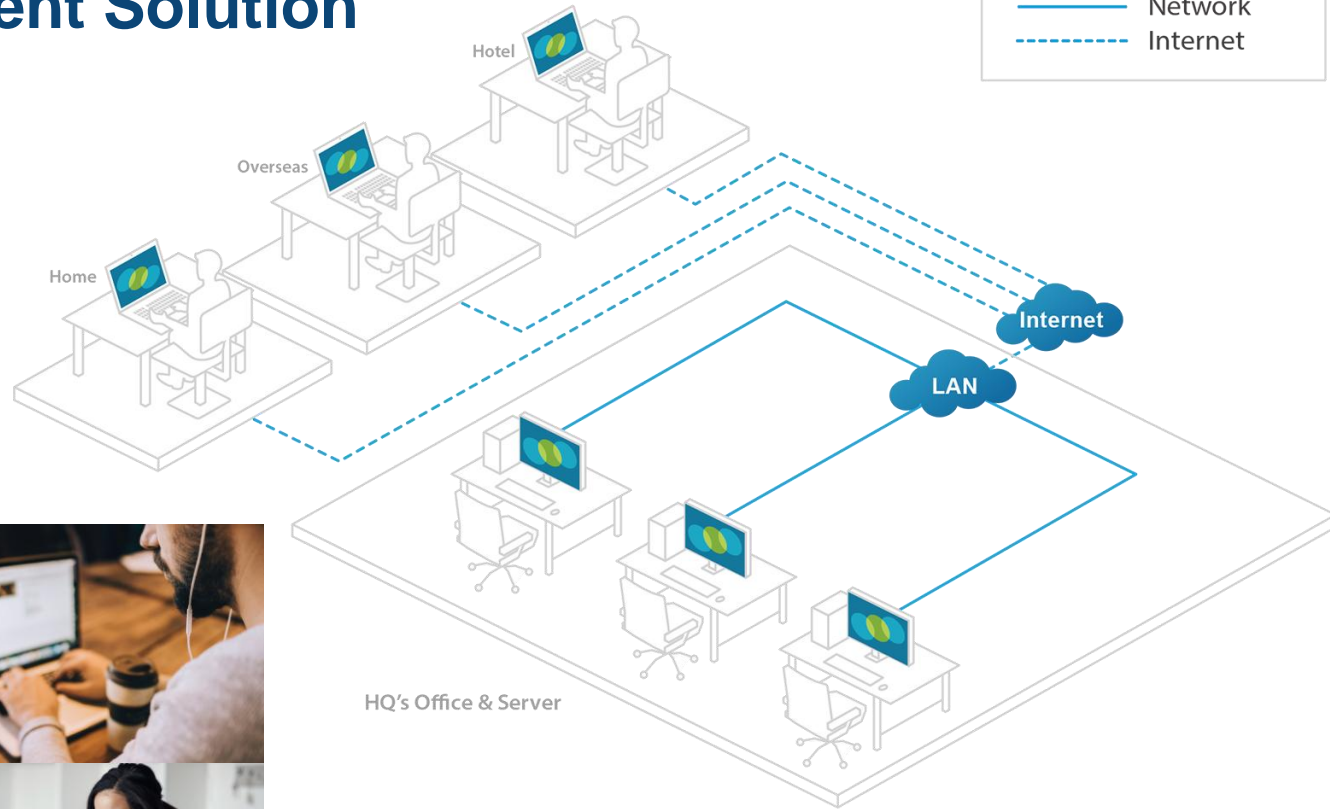 ent Solution
Network
Internet
Hotel
Overseas
Home
Internet
LAN
HQ's Office & Server